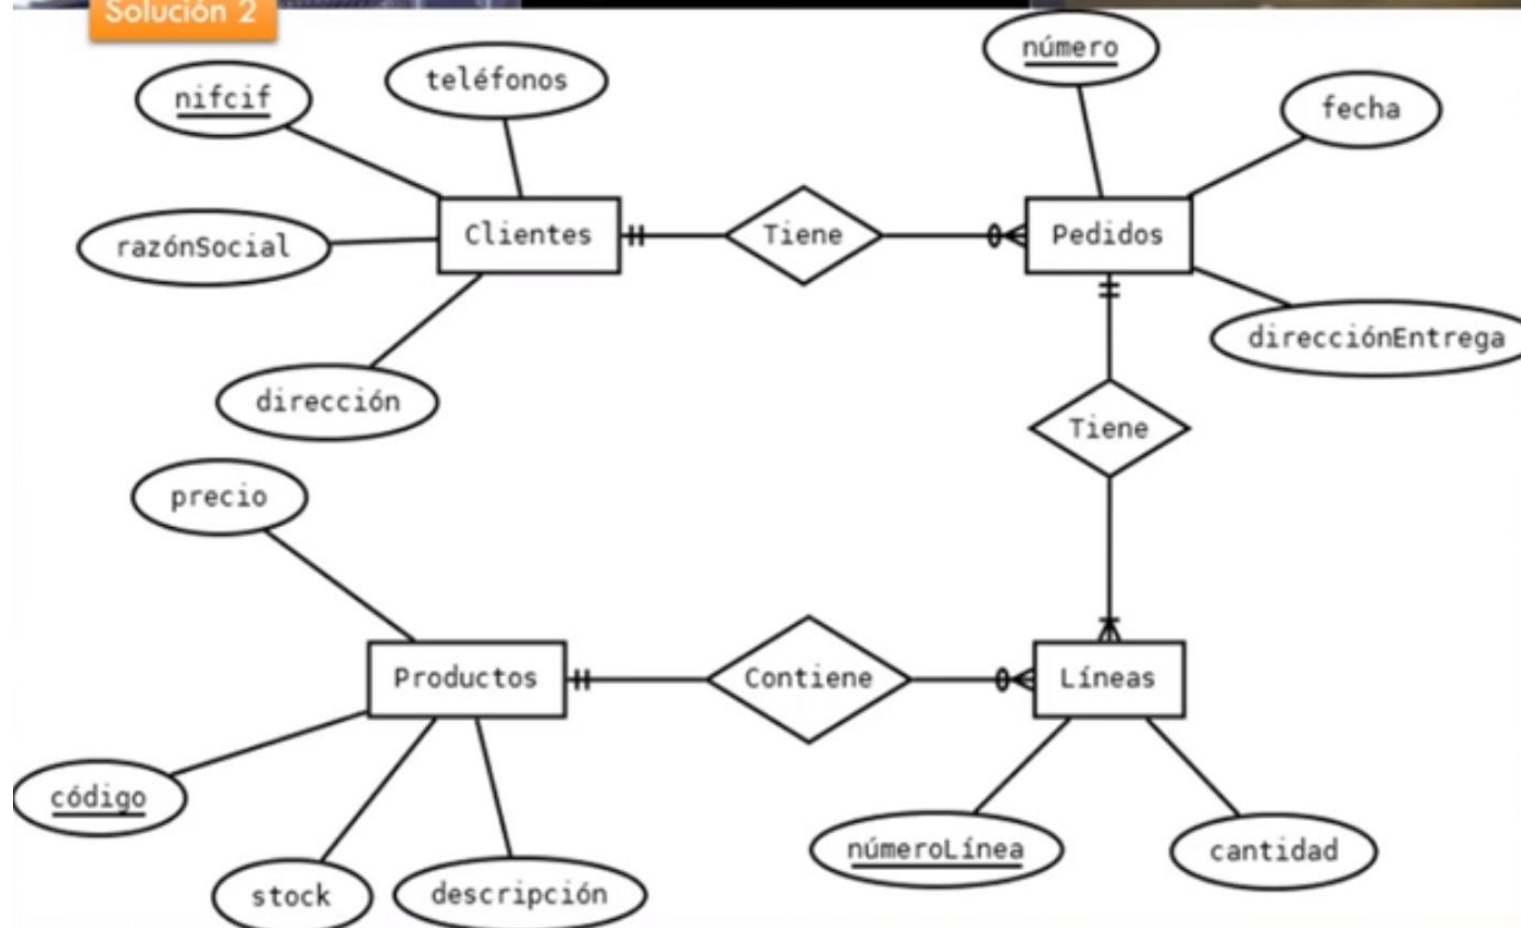 Solución 2
número
teléfonos
nifcif
fecha
Clientes
Tiene
Pedidos
razónSocial
direcciónEntrega
dirección
Tiene
precio
Productos
Contiene
Líneas
código
númeroLínea
cantidad
stock
descripción